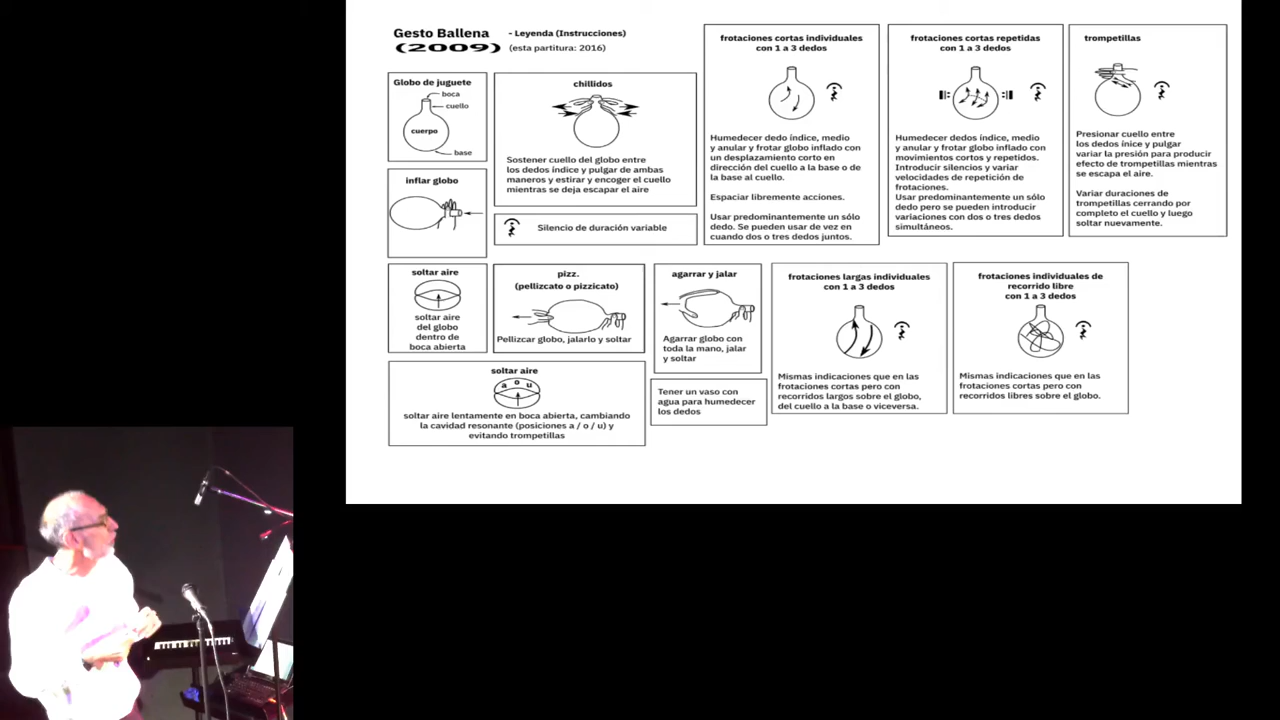 Gesto Ballena - Leyenda (Instrucciones)
(2009) (esta partitura: 2016)
Globo de juguete
boca
cuello
cuerpo
base
inflar globo
chillidos
Sostener cuello del globo entre
los dedos índice y pulgar de ambas
maneros y estirar y encoger el cuello
mientras se deja escapar el aire
Silencio de duración variable
frotaciones cortas individuales
con 1 a 3 dedos
Humedecer dedo índice, medio
y anular y frotar globo inflado con
un desplazamiento corto en
dirección del cuello a la base o de
la base al cuello.
Espaciar libremente acciones.
Usar predominantemente un sólo
dedo. Se pueden usar de vez en
cuando dos o tres dedos juntos.
frotaciones cortas repetidas
con 1 a 3 dedos
Humedecer dedos índice, medio
y anular y frotar globo inflado con
movimientos cortos y repetidos.
Introducir silencios y variar
velocidades de repetición de
frotaciones.
Usar predominantemente un sólo
dedo pero se pueden introducir
variaciones con dos o tres dedos
simultáneos.
trompetillas
Presionar cuello entre
los dedos ínice y pulgar
variar la presión para producir
efecto de trompetillas mientras
se escapa el aire.
Variar duraciones de
trompetillas cerrando por
completo el cuello y luego
soltar nuevamente.
soltar aire
soltar aire
del globo
dentro de
boca abierta
pizz.
(pellizcato o pizzicato)
Pellizcar globo, jalarlo y soltar
agarrar y jalar
Agarrar globo con
toda la mano, jalar
y soltar
frotaciones largas individuales
con 1 a 3 dedos
Mismas indicaciones que en las
frotaciones cortas pero con
recorridos largos sobre el globo,
del cuello a la base o viceversa.
frotaciones individuales de
recorrido libre
con 1 a 3 dedos
Mismas indicaciones que en las
frotaciones cortas pero con
recorridos libres sobre el globo.
soltar aire
a o u
soltar aire lentamente en boca abierta, cambiando
la cavidad resonante (posiciones a / o / u) y
evitando trompetillas
Tener un vaso con
agua para humedecer
los dedos